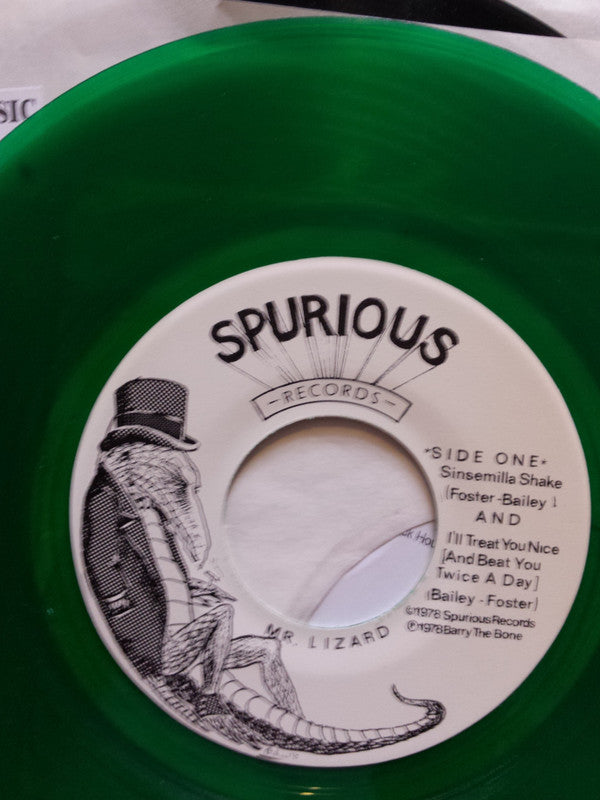 SIC
SPURIOUS
-RECORDS-
*SIDE ONE*
Sinsemilla Shake
(Foster-Bailey)
AND
I'll Treat You Nice
[And Beat You
Twice A Day]
(Bailey - Foster)
©1978 Spurious Records
℗1978 Barry The Bone
MR. LIZARD